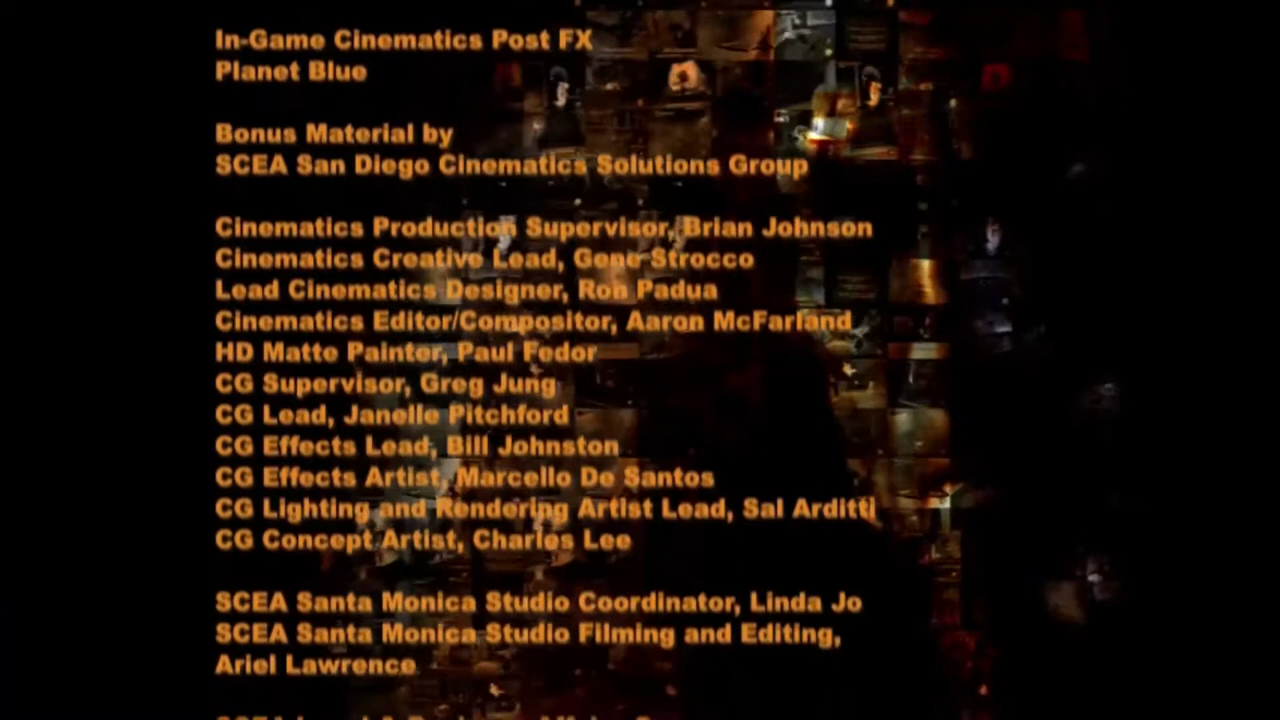 In-Game Cinematics Post FX
Planet Blue
Bonus Material by
SCEA San Diego Cinematics Solutions Group
Cinematics Production Supervisor, Brian Johnson
Cinematics Creative Lead, Gene Strocco
Lead Cinematics Designer, Ron Padua
Cinematics Editor/Compositor, Aaron McFarland
HD Matte Painter, Paul Fedor
CG Supervisor, Greg Jung
CG Lead, Janelle Pitchford
CG Effects Lead, Bill Johnston
CG Effects Artist, Marcello De Santos
CG Lighting and Rendering Artist Lead, Sal Arditti
CG Concept Artist, Charles Lee
SCEA Santa Monica Studio Coordinator, Linda Jo
SCEA Santa Monica Studio Filming and Editing,
Ariel Lawrence